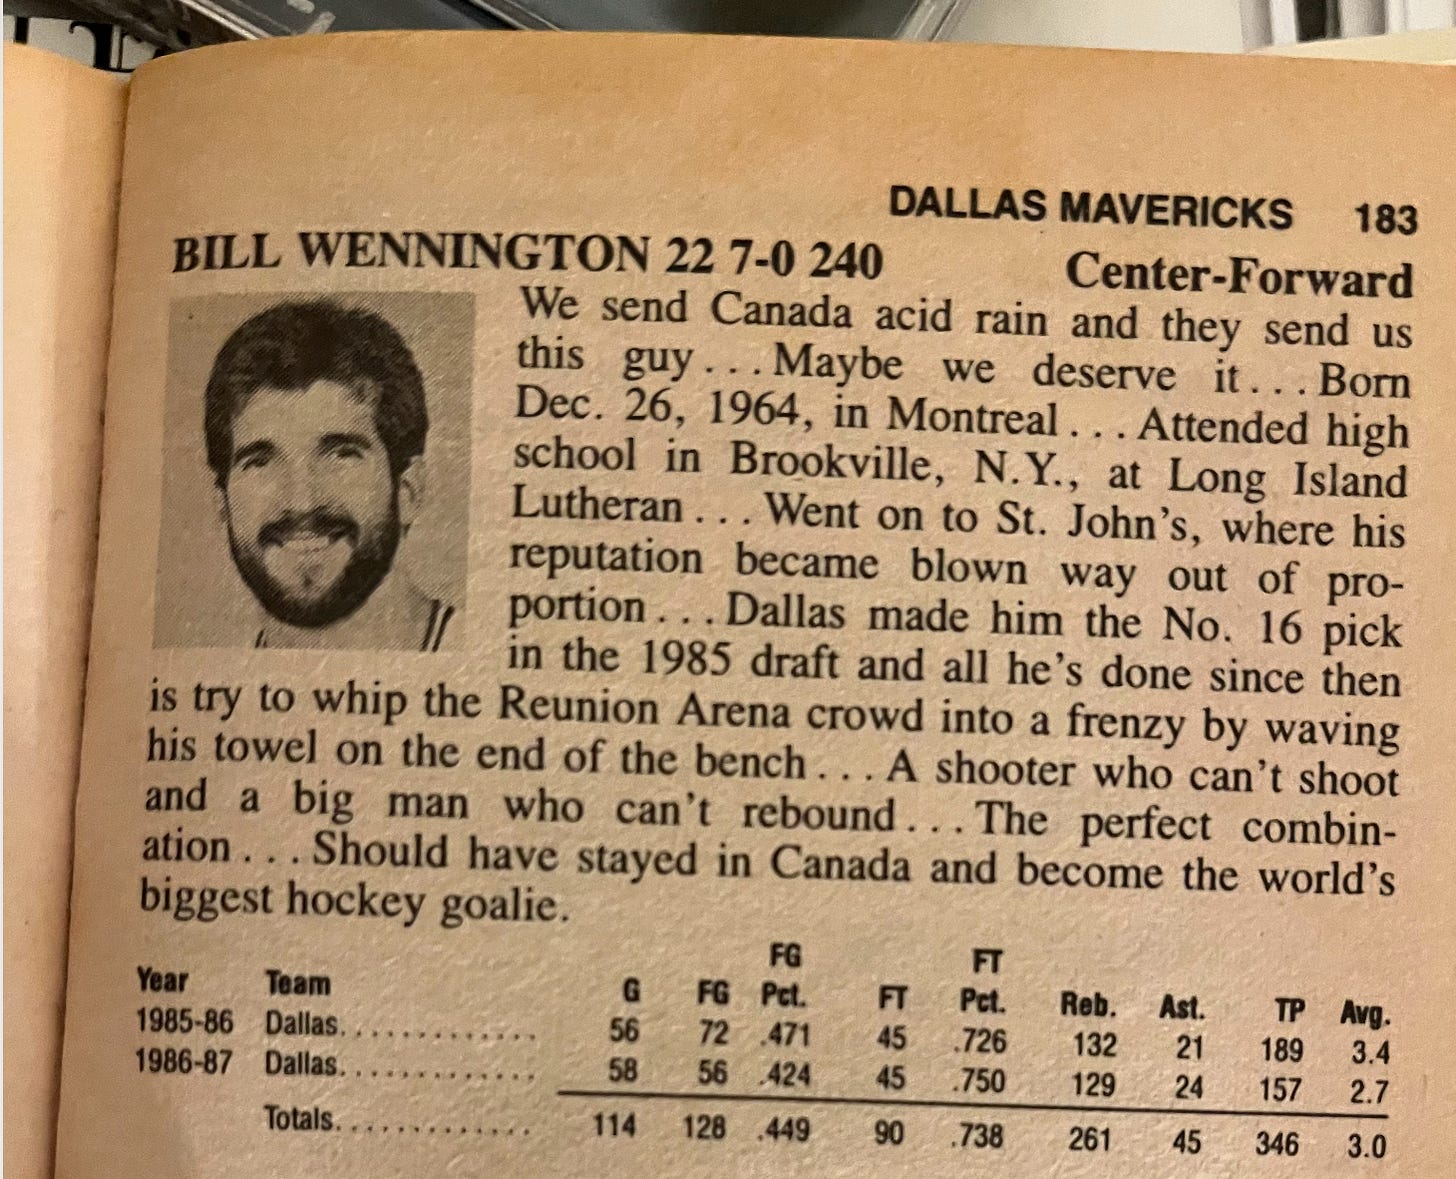 DALLAS MAVERICKS 183
BILL WENNINGTON 22 7-0 240 Center-Forward
We send Canada acid rain and they send us
this guy . . . Maybe we deserve it . . . Born
Dec. 26, 1964, in Montreal . . . Attended high
school in Brookville, N.Y., at Long Island
Lutheran . . . Went on to St. John's, where his
reputation became blown way out of pro-
portion . . . Dallas made him the No. 16 pick
in the 1985 draft and all he's done since then
is try to whip the Reunion Arena crowd into a frenzy by waving
his towel on the end of the bench . . . A shooter who can't shoot
and a big man who can't rebound . . . The perfect combin-
ation . . . Should have stayed in Canada and become the world's
biggest hockey goalie.
FG FT
Year Team G FG Pct. FT Pct. Reb. Ast. TP Avg.
1985-86 Dallas. . . . . . . . . . . . . 56 72 .471 45 .726 132 21 189 3.4
1986-87 Dallas. . . . . . . . . . . . . 58 56 .424 45 .750 129 24 157 2.7
Totals. . . . . . . . . . . . . 114 128 .449 90 .738 261 45 346 3.0